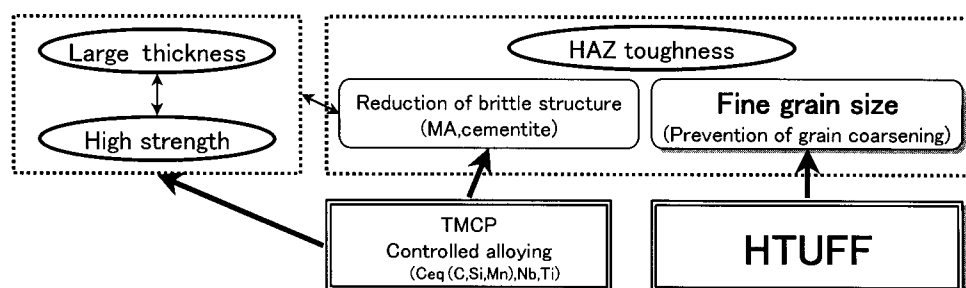 Large thickness
High strength
HAZ toughness
Reduction of brittle structure
(MA,cementite)
Fine grain size
(Prevention of grain coarsening)
TMCP
Controlled alloying
(Ceq (C,Si,Mn),Nb,Ti)
HTUFF